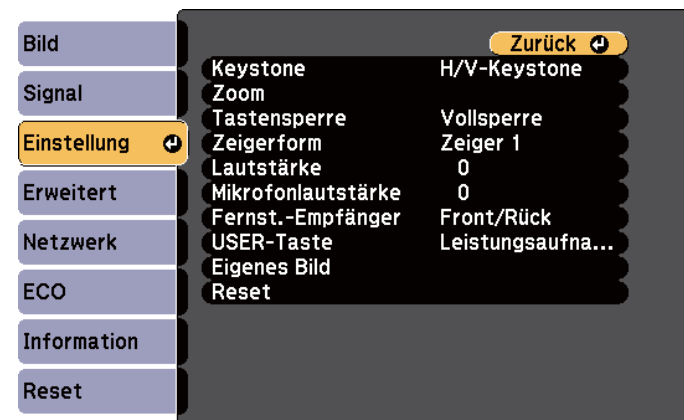 Bild
Signal
Einstellung
Erweitert
Netzwerk
ECO
Information
Reset
Zurück
Keystone H/V-Keystone
Zoom
Tastensperre Vollsperre
Zeigerform Zeiger 1
Lautstärke 0
Mikrofonlautstärke 0
Fernst.-Empfänger Front/Rück
USER-Taste Leistungsaufna...
Eigenes Bild
Reset